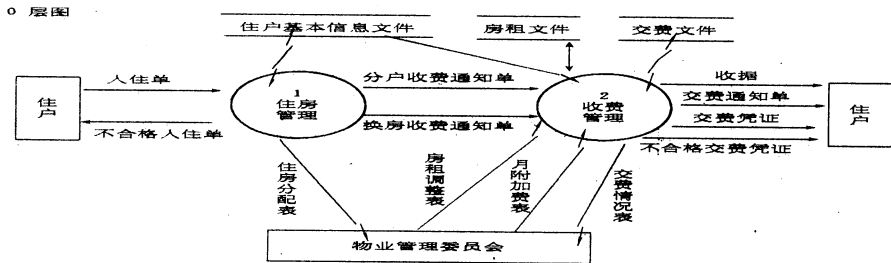 0 层图
住户基本信息文件
房租文件
交费文件
住户
入住单
不合格入住单
1
住房管理
分户收费通知单
换房收费通知单
2
收费管理
收据
交费通知单
交费凭证
不合格交费凭证
住户
住房分配表
房租调整表
月附加费表
交费情况表
物业管理委员会